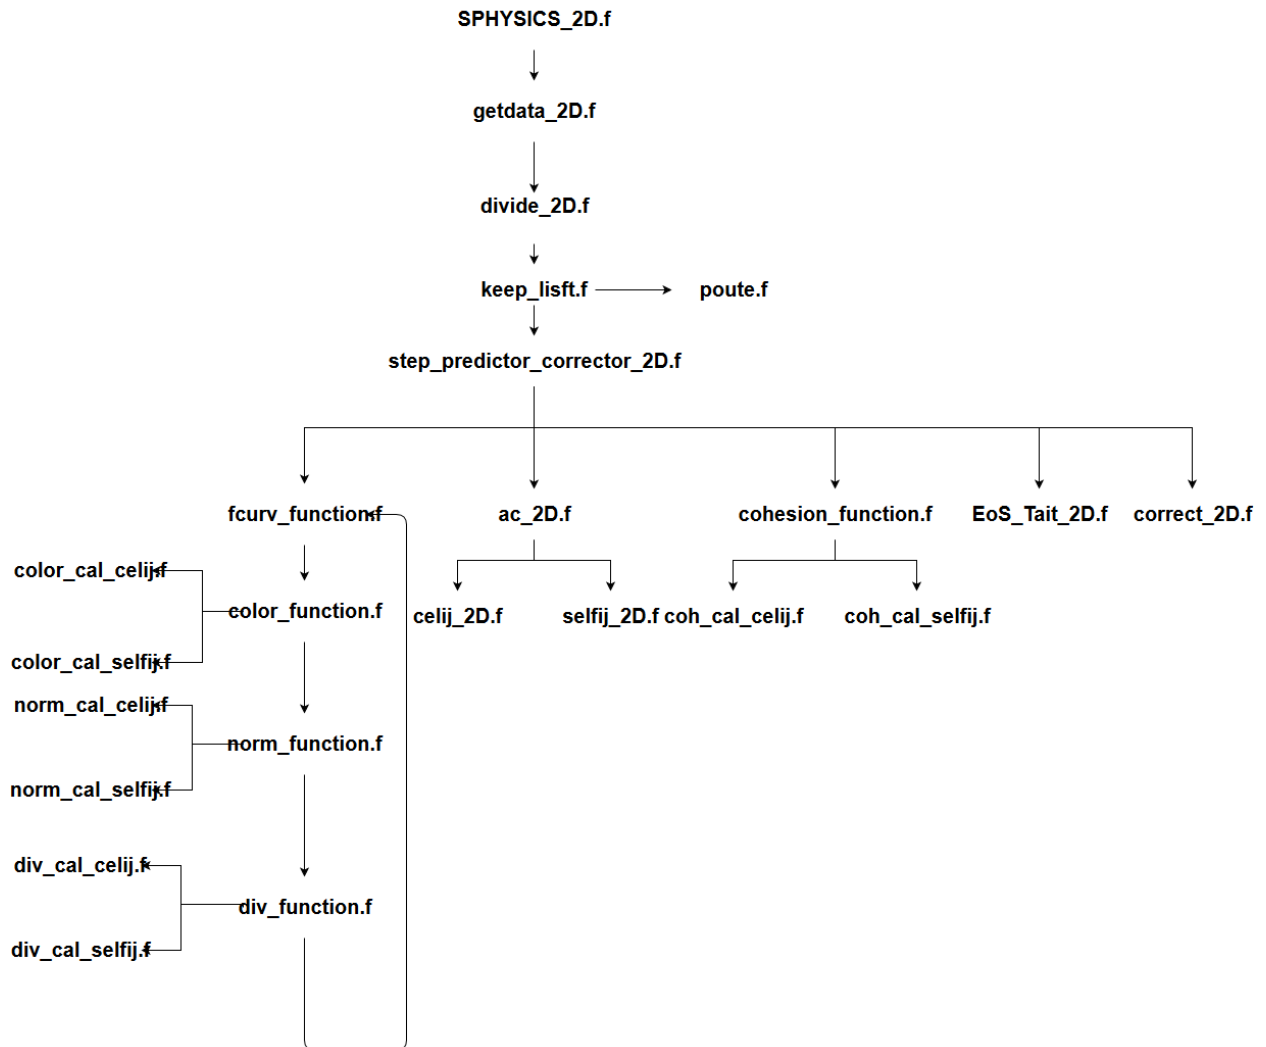 SPHYSICS_2D.f
getdata_2D.f
divide_2D.f
keep_lisft.f
poute.f
step_predictor_corrector_2D.f
fcurv_function.f
ac_2D.f
cohesion_function.f
EoS_Tait_2D.f
correct_2D.f
color_cal_celij.f
color_function.f
celij_2D.f
selfij_2D.f
coh_cal_celij.f
coh_cal_selfij.f
color_cal_selfij.f
norm_cal_celij.f
norm_function.f
norm_cal_selfij.f
div_cal_celij.f
div_function.f
div_cal_selfij.f